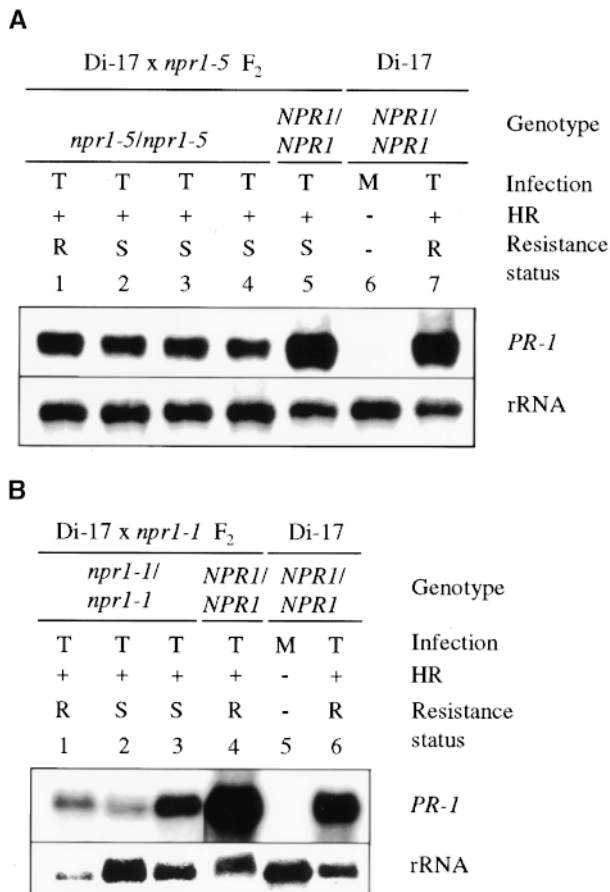 A
Di-17 x npr1-5 F₂ Di-17
npr1-5/npr1-5 NPR1/ NPR1 NPR1/ NPR1 Genotype
T T T T T M T Infection
+ + + + + - + HR
R S S S S - R Resistance status
1 2 3 4 5 6 7
PR-1
rRNA
B
Di-17 x npr1-1 F₂ Di-17
npr1-1/ npr1-1 NPR1/ NPR1 NPR1/ NPR1 Genotype
T T T T M T Infection
+ + + + - + HR
R S S R - R Resistance status
1 2 3 4 5 6
PR-1
rRNA